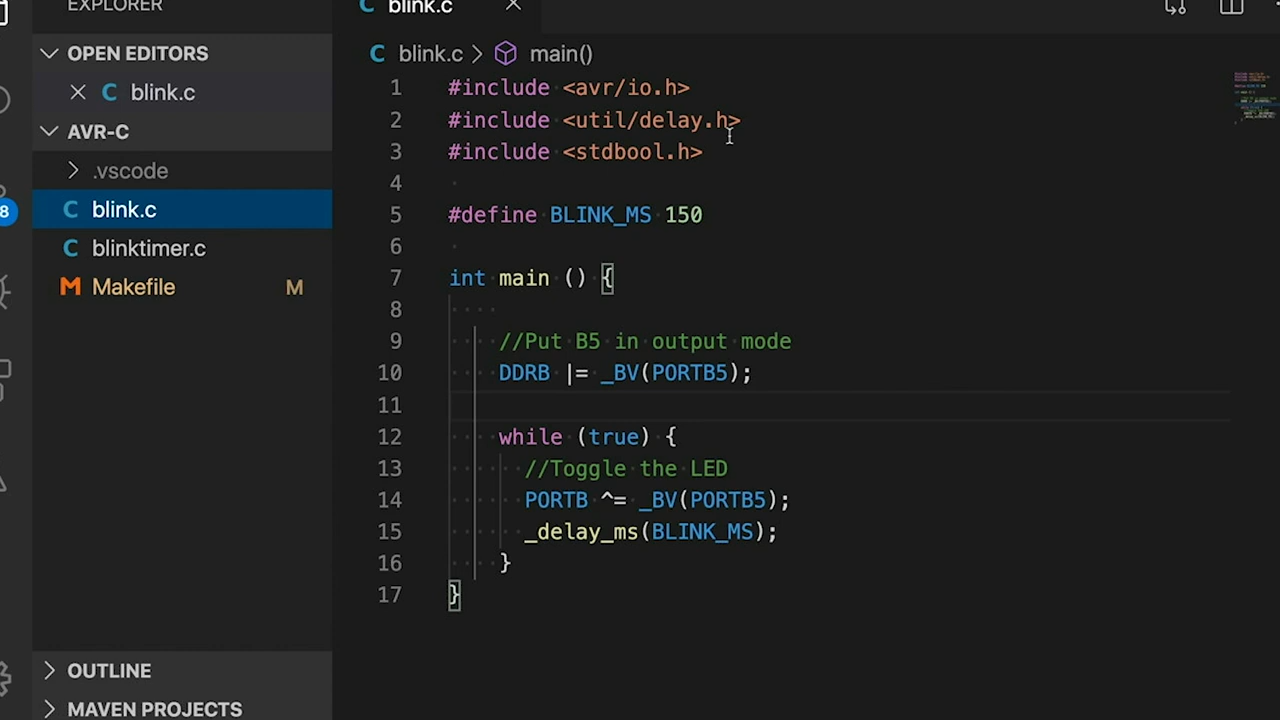 EXPLORER
OPEN EDITORS
C blink.c
AVR-C
.vscode
C blink.c
C blinktimer.c
M Makefile M
OUTLINE
MAVEN PROJECTS
8
C blink.c
C blink.c > main()
1 #include <avr/io.h>
2 #include <util/delay.h>
3 #include <stdbool.h>
4
5 #define BLINK_MS 150
6
7 int main () {
8
9 //Put B5 in output mode
10 DDRB |= _BV(PORTB5);
11
12 while (true) {
13 //Toggle the LED
14 PORTB ^= _BV(PORTB5);
15 _delay_ms(BLINK_MS);
16 }
17 }